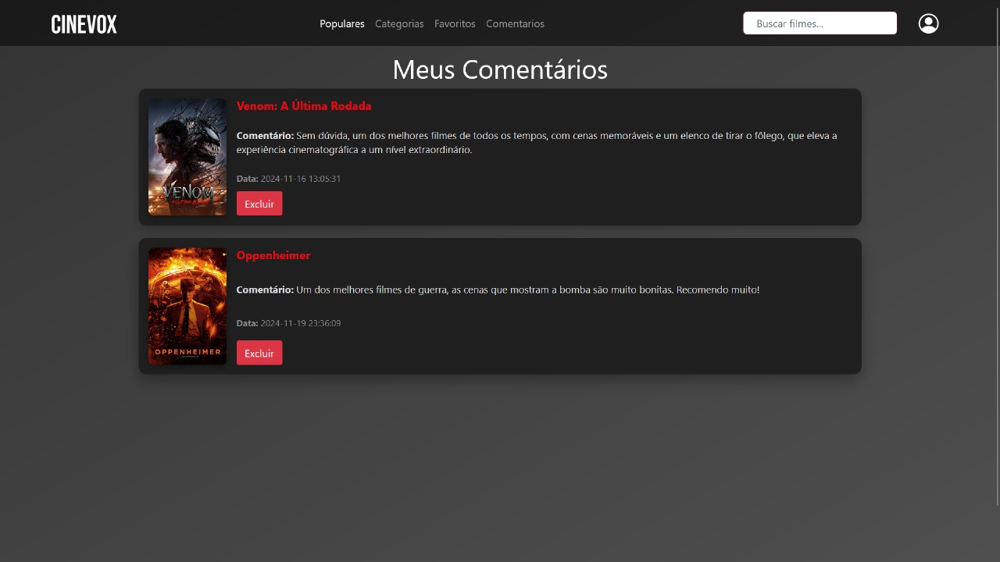 CINEVOX
Populares Categorias Favoritos Comentarios
Buscar filmes...
Meus Comentários
Venom: A Última Rodada
Comentário: Sem dúvida, um dos melhores filmes de todos os tempos, com cenas memoráveis e um elenco de tirar o fôlego, que eleva a
experiência cinematográfica a um nível extraordinário.
Data: 2024-11-16 13:05:31
Excluir
VENOM
Oppenheimer
Comentário: Um dos melhores filmes de guerra, as cenas que mostram a bomba são muito bonitas. Recomendo muito!
Data: 2024-11-19 23:36:09
Excluir
OPPENHEIMER